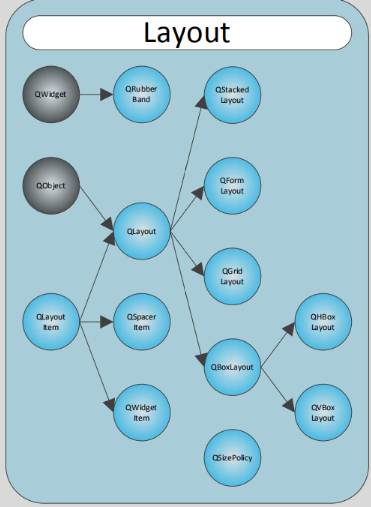 Layout
QWidget
QRubber
Band
QStacked
Layout
QObject
QForm
Layout
QLayout
QGrid
Layout
QLayout
Item
QSpacer
Item
QHBox
Layout
QBoxLayout
QWidget
Item
QVBox
Layout
QSizePolicy